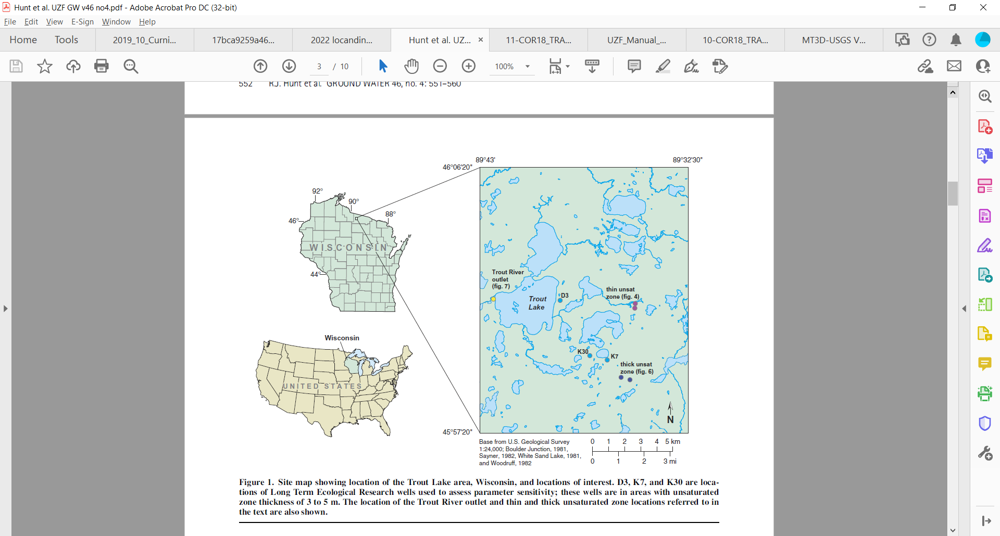 Hunt et al. UZF GW v46 no4.pdf - Adobe Acrobat Pro DC (32-bit)
File Edit View E-Sign Window Help
Home Tools 2019_10_Curni... 17bca9259a46... 2022 locandin... Hunt et al. UZ... × 11-COR18_TRA... UZF_Manual_... 10-COR18_TRA... MT3D-USGS V...
3 / 10 100%
552 R.J. Hunt et al. GROUND WATER 46, no. 4: 551–560
89°43' 89°32'30"
46°06'20"
92°
90°
88°
46°
WISCONSIN
44°
Trout River
outlet
(fig. 7)
Trout
Lake
D3
thin unsat
zone (fig. 4)
K30
K7
thick unsat
zone (fig. 6)
N
Wisconsin
UNITED STATES
45°57'20"
Base from U.S. Geological Survey
1:24,000; Boulder Junction, 1981,
Sayner, 1982, White Sand Lake, 1981,
and Woodruff, 1982
0 1 2 3 4 5 km
0 1 2 3 mi
Figure 1. Site map showing location of the Trout Lake area, Wisconsin, and locations of interest. D3, K7, and K30 are loca-
tions of Long Term Ecological Research wells used to assess parameter sensitivity; these wells are in areas with unsaturated
zone thickness of 3 to 5 m. The location of the Trout River outlet and thin and thick unsaturated zone locations referred to in
the text are also shown.